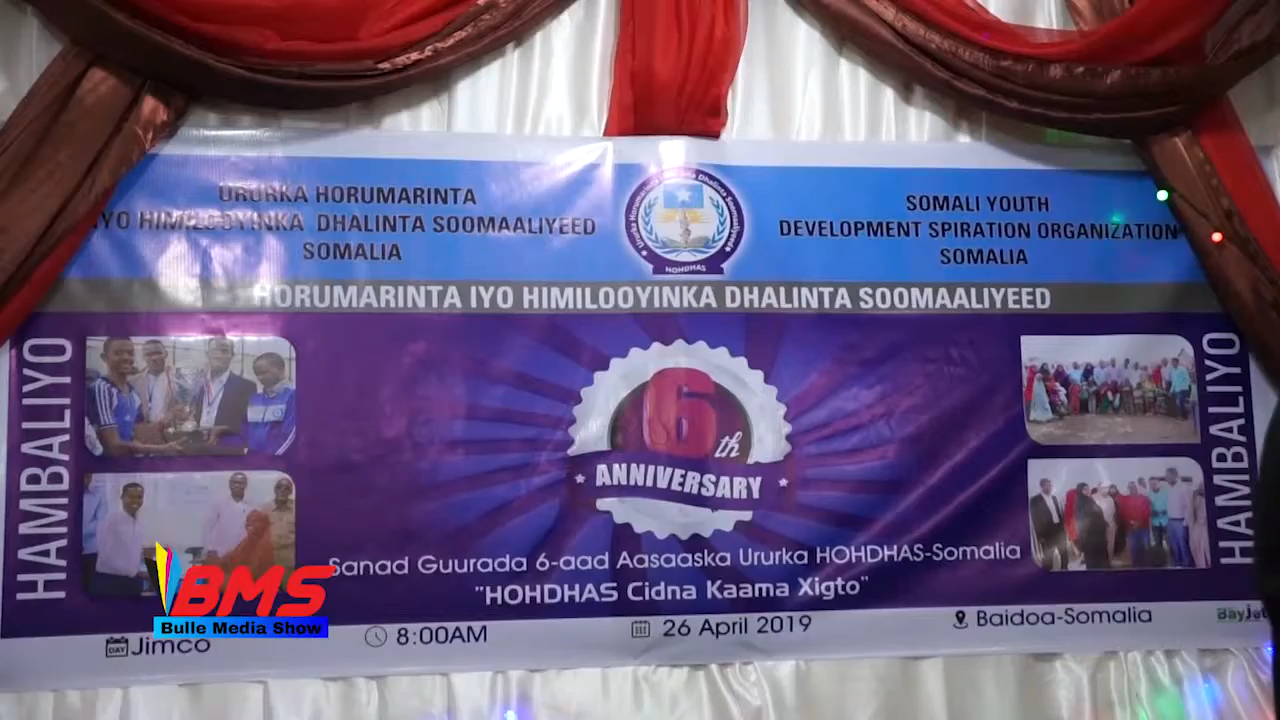 URURKA HORUMARINTA
IYO HIMILOOYINKA DHALINTA SOOMAALIYEED
SOMALIA
SOMALI YOUTH
DEVELOPMENT SPIRATION ORGANIZATION
SOMALIA
HOHDHAS
HORUMARINTA IYO HIMILOOYINKA DHALINTA SOOMAALIYEED
HAMBALIYO
6th
ANNIVERSARY
HAMBALIYO
Sanad Guurada 6-aad Aasaaska Ururka HOHDHAS-Somalia
"HOHDHAS Cidna Kaama Xigto"
BMS
Bulle Media Show
DAY Jimco
8:00AM
26 April 2019
Baidoa-Somalia